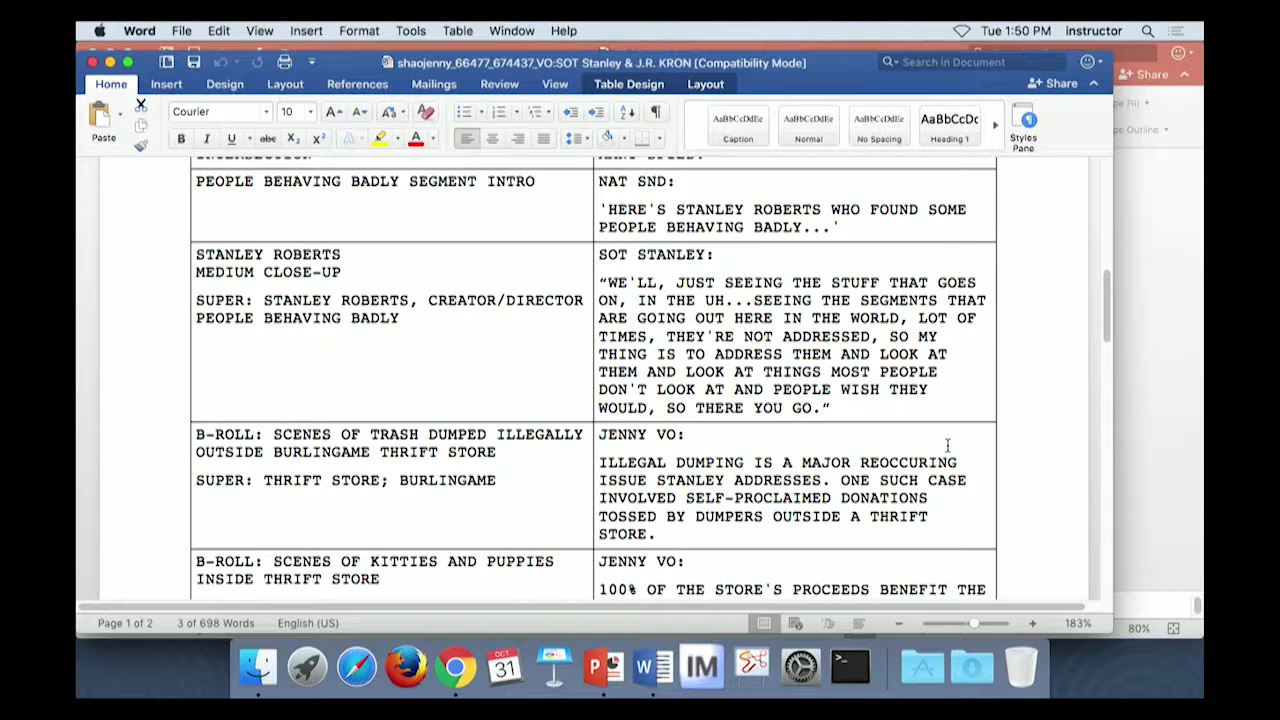 Word File Edit View Insert Format Tools Table Window Help Tue 1:50 PM instructor
shaojenny_66477_674437_VO:SOT Stanley & J.R. KRON [Compatibility Mode]
Search in Document
Home Insert Design Layout References Mailings Review View Table Design Layout
Share
Share
Paste
Courier 10
AaBbCcDdEe AaBbCcDdEe AaBbCcDdEe AaBbCcDc
Caption Normal No Spacing Heading 1
Styles
Pane
PEOPLE BEHAVING BADLY SEGMENT INTRO
NAT SND:
'HERE'S STANLEY ROBERTS WHO FOUND SOME
PEOPLE BEHAVING BADLY...'
STANLEY ROBERTS
MEDIUM CLOSE-UP
SUPER: STANLEY ROBERTS, CREATOR/DIRECTOR
PEOPLE BEHAVING BADLY
SOT STANLEY:
“WE'LL, JUST SEEING THE STUFF THAT GOES
ON, IN THE UH...SEEING THE SEGMENTS THAT
ARE GOING OUT HERE IN THE WORLD, LOT OF
TIMES, THEY'RE NOT ADDRESSED, SO MY
THING IS TO ADDRESS THEM AND LOOK AT
THEM AND LOOK AT THINGS MOST PEOPLE
DON'T LOOK AT AND PEOPLE WISH THEY
WOULD, SO THERE YOU GO.”
B-ROLL: SCENES OF TRASH DUMPED ILLEGALLY
OUTSIDE BURLINGAME THRIFT STORE
SUPER: THRIFT STORE; BURLINGAME
JENNY VO:
ILLEGAL DUMPING IS A MAJOR REOCCURING
ISSUE STANLEY ADDRESSES. ONE SUCH CASE
INVOLVED SELF-PROCLAIMED DONATIONS
TOSSED BY DUMPERS OUTSIDE A THRIFT
STORE.
B-ROLL: SCENES OF KITTIES AND PUPPIES
INSIDE THRIFT STORE
JENNY VO:
100% OF THE STORE'S PROCEEDS BENEFIT THE
Page 1 of 2 3 of 698 Words English (US) 183%
80%
OCT
31
IM